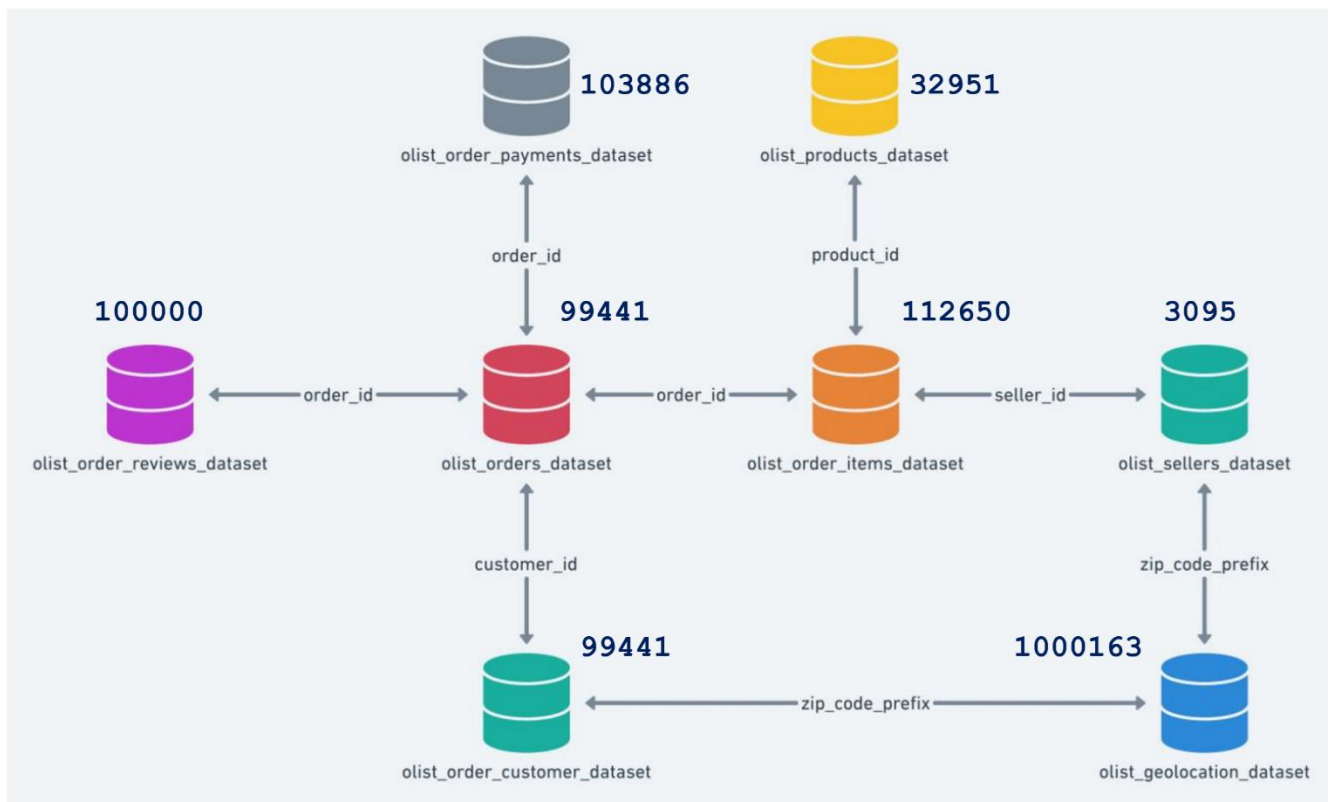 103886
32951
olist_order_payments_dataset
olist_products_dataset
order_id
product_id
100000
99441
112650
3095
order_id
order_id
seller_id
olist_order_reviews_dataset
olist_orders_dataset
olist_order_items_dataset
olist_sellers_dataset
customer_id
zip_code_prefix
99441
1000163
zip_code_prefix
olist_order_customer_dataset
olist_geolocation_dataset